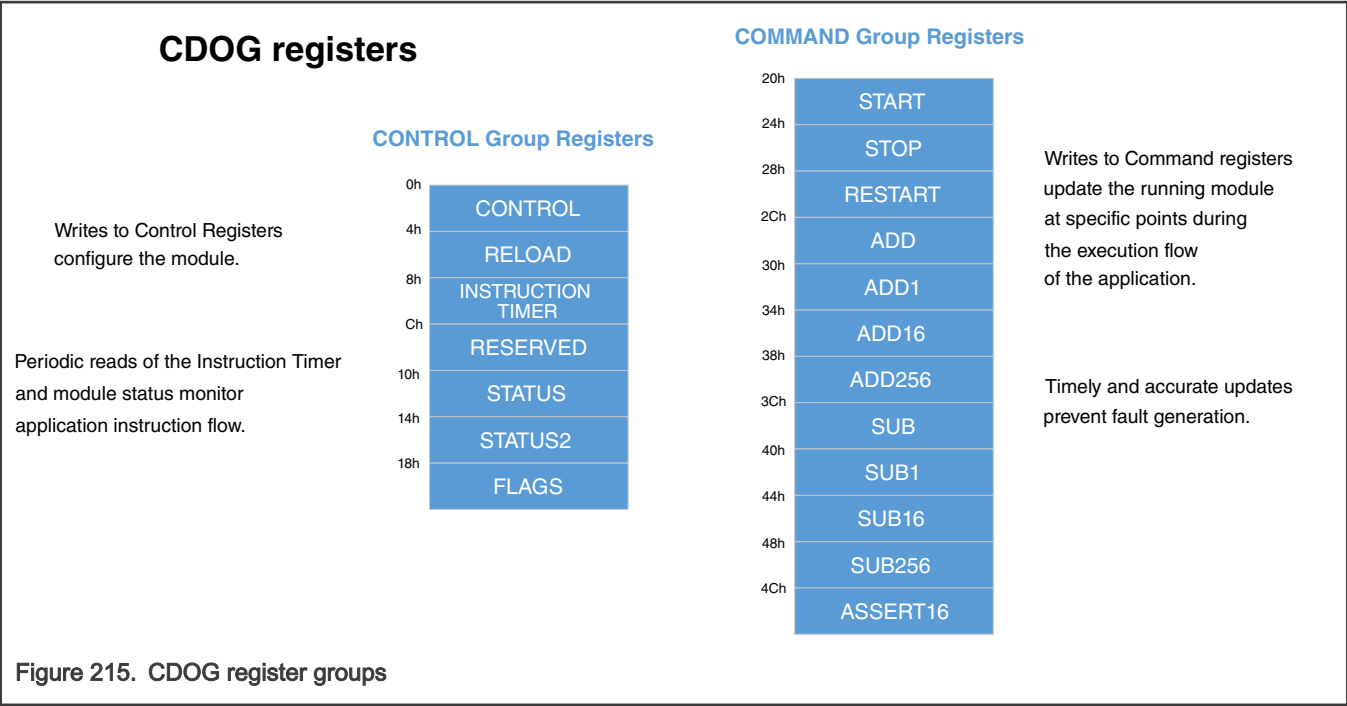 CDOG registers
Writes to Control Registers
configure the module.
Periodic reads of the Instruction Timer
and module status monitor
application instruction flow.
CONTROL Group Registers
0h
CONTROL
4h
RELOAD
8h
INSTRUCTION
TIMER
Ch
RESERVED
10h
STATUS
14h
STATUS2
18h
FLAGS
COMMAND Group Registers
20h
START
24h
STOP
28h
RESTART
2Ch
ADD
30h
ADD1
34h
ADD16
38h
ADD256
3Ch
SUB
40h
SUB1
44h
SUB16
48h
SUB256
4Ch
ASSERT16
Writes to Command registers
update the running module
at specific points during
the execution flow
of the application.
Timely and accurate updates
prevent fault generation.
Figure 215. CDOG register groups